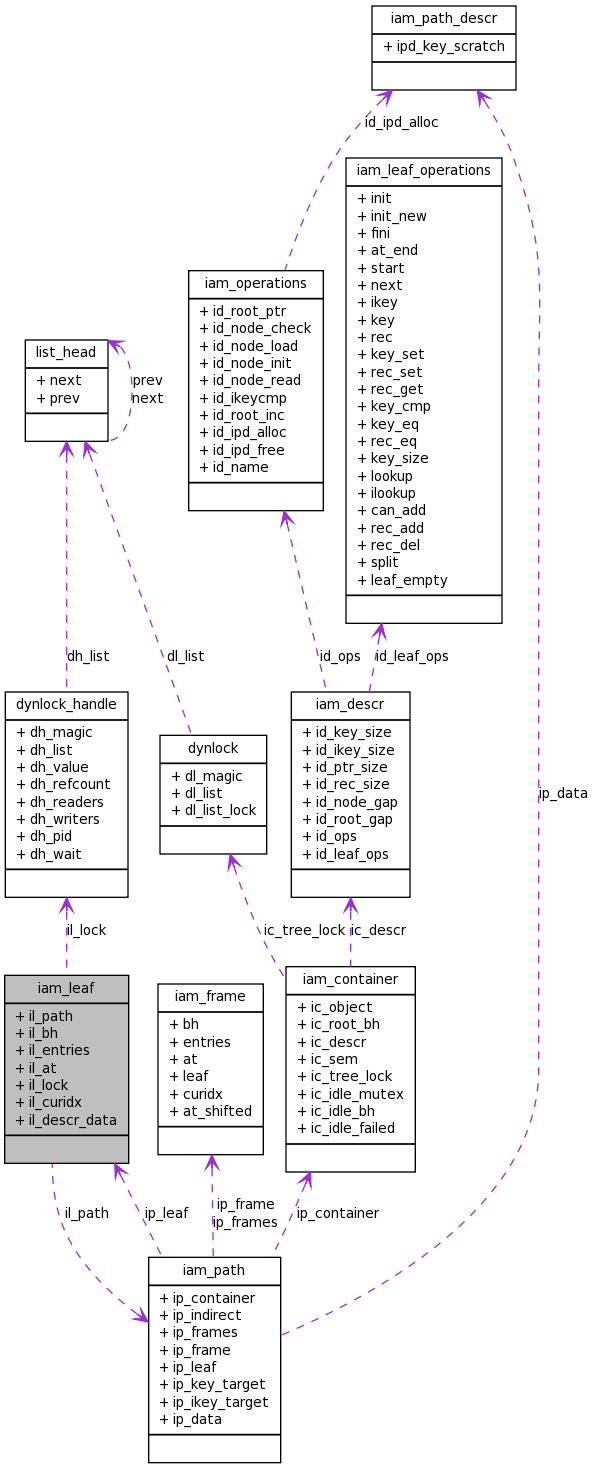 iam_path_descr
+ ipd_key_scratch
id_ipd_alloc
iam_leaf_operations
+ init
+ init_new
+ fini
+ at_end
+ start
+ next
+ ikey
+ key
+ rec
+ key_set
+ rec_set
+ rec_get
+ key_cmp
+ key_eq
+ rec_eq
+ key_size
+ lookup
+ ilookup
+ can_add
+ rec_add
+ rec_del
+ split
+ leaf_empty
iam_operations
+ id_root_ptr
+ id_node_check
+ id_node_load
+ id_node_init
+ id_node_read
+ id_ikeycmp
+ id_root_inc
+ id_ipd_alloc
+ id_ipd_free
+ id_name
list_head
+ next
+ prev
prev
next
dh_list
dl_list
id_ops
id_leaf_ops
dynlock_handle
+ dh_magic
+ dh_list
+ dh_value
+ dh_refcount
+ dh_readers
+ dh_writers
+ dh_pid
+ dh_wait
dynlock
+ dl_magic
+ dl_list
+ dl_list_lock
iam_descr
+ id_key_size
+ id_ikey_size
+ id_ptr_size
+ id_rec_size
+ id_node_gap
+ id_root_gap
+ id_ops
+ id_leaf_ops
ip_data
il_lock
ic_tree_lock
ic_descr
iam_leaf
+ il_path
+ il_bh
+ il_entries
+ il_at
+ il_lock
+ il_curidx
+ il_descr_data
iam_frame
+ bh
+ entries
+ at
+ leaf
+ curidx
+ at_shifted
iam_container
+ ic_object
+ ic_root_bh
+ ic_descr
+ ic_sem
+ ic_tree_lock
+ ic_idle_mutex
+ ic_idle_bh
+ ic_idle_failed
il_path
ip_leaf
ip_frame
ip_frames
ip_container
iam_path
+ ip_container
+ ip_indirect
+ ip_frames
+ ip_frame
+ ip_leaf
+ ip_key_target
+ ip_ikey_target
+ ip_data